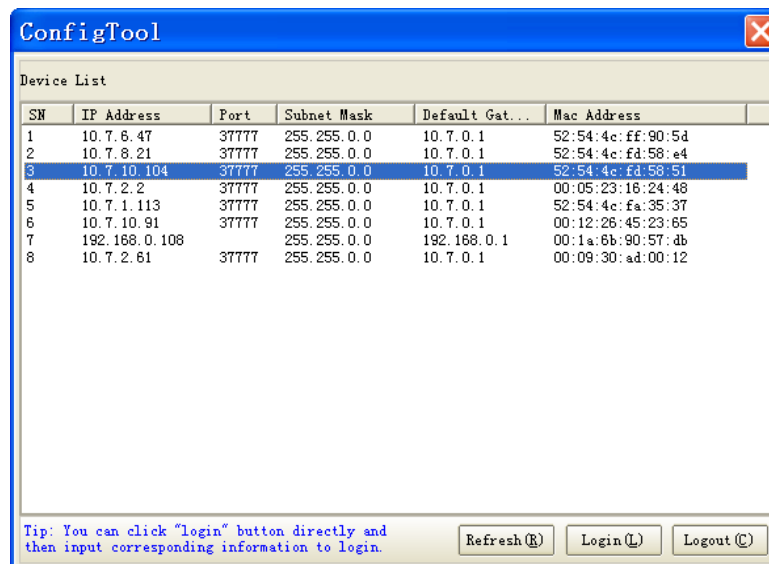 ConfigTool
Device List
SN IP Address Port Subnet Mask Default Gat... Mac Address
1 10.7.6.47 37777 255.255.0.0 10.7.0.1 52:54:4c:ff:90:5d
2 10.7.8.21 37777 255.255.0.0 10.7.0.1 52:54:4c:fd:58:e4
3 10.7.10.104 37777 255.255.0.0 10.7.0.1 52:54:4c:fd:58:51
4 10.7.2.2 37777 255.255.0.0 10.7.0.1 00:05:23:16:24:48
5 10.7.1.113 37777 255.255.0.0 10.7.0.1 52:54:4c:fa:35:37
6 10.7.10.91 37777 255.255.0.0 10.7.0.1 00:12:26:45:23:65
7 192.168.0.108 255.255.0.0 192.168.0.1 00:1a:6b:90:57:db
8 10.7.2.61 37777 255.255.0.0 10.7.0.1 00:09:30:ad:00:12
Tip: You can click "login" button directly and
then input corresponding information to login.
Refresh(R) Login(L) Logout(C)